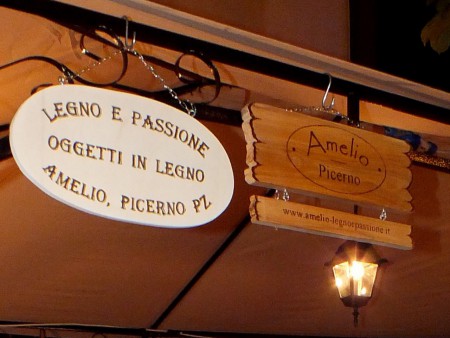 LEGNO E PASSIONE
OGGETTI IN LEGNO
AMELIO, PICERNO PZ
Amelio
Picerno
www.amelio-legnoepassione.it